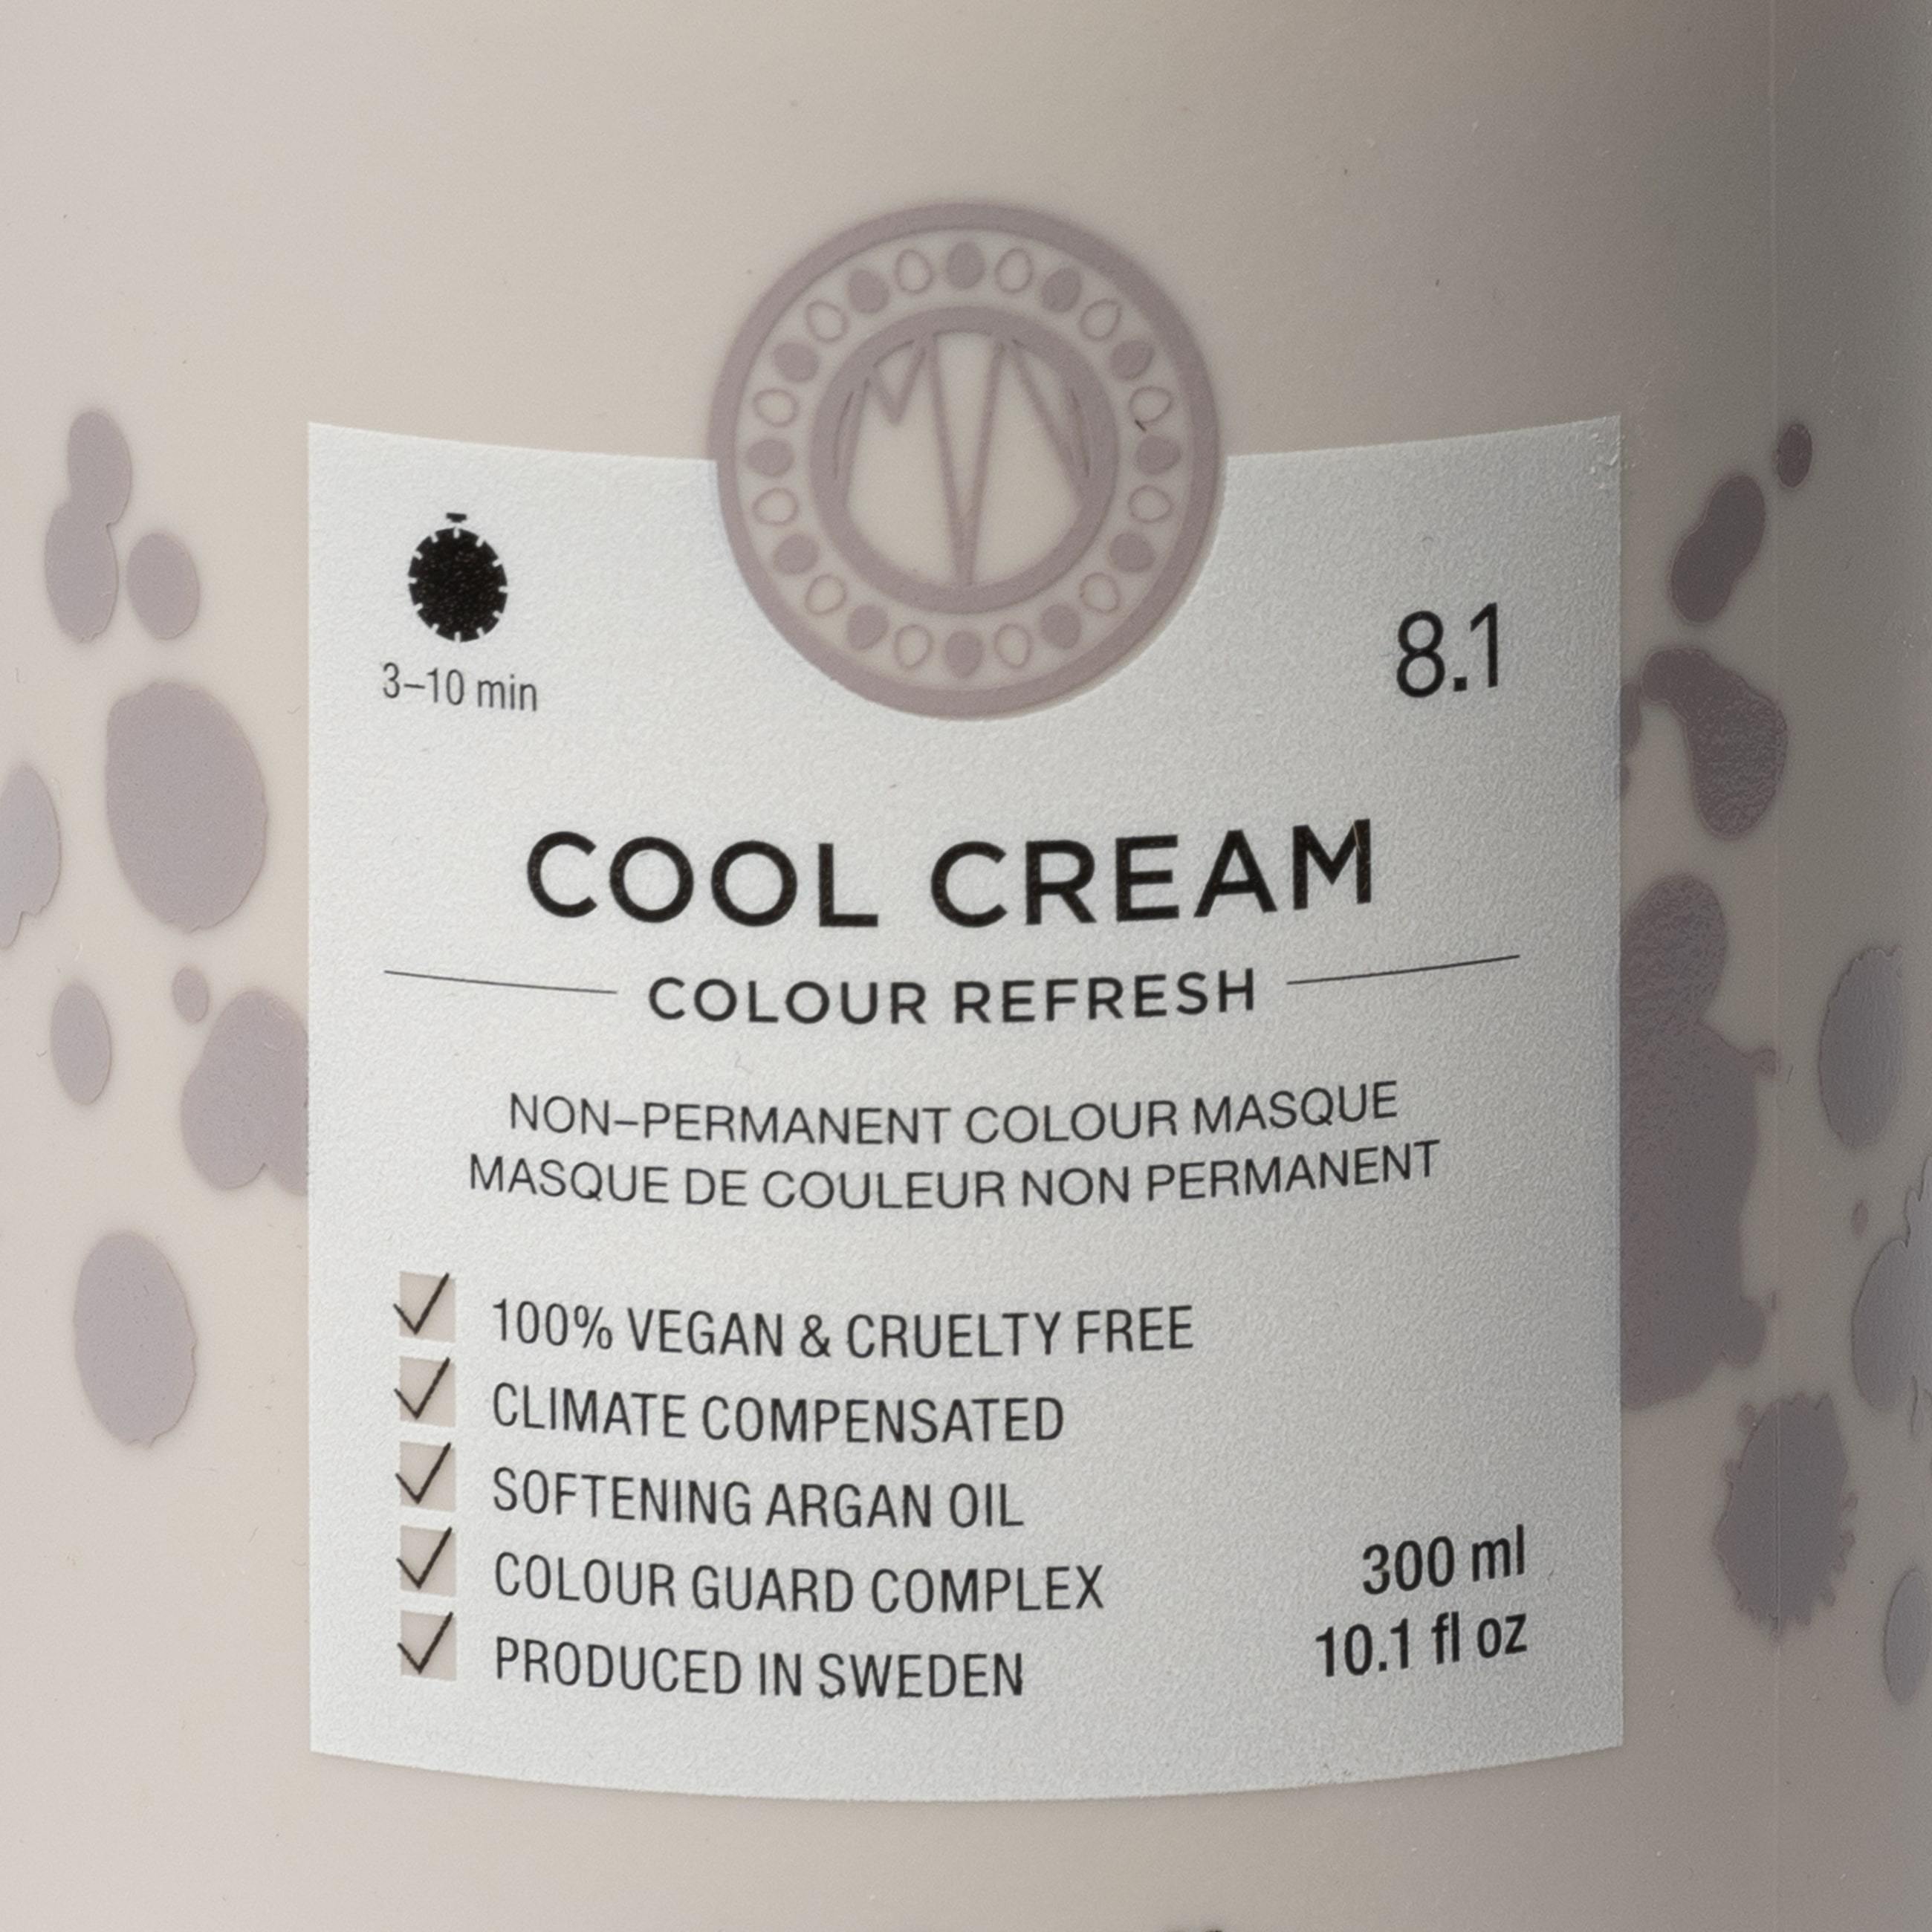 3–10 min
8.1
COOL CREAM
COLOUR REFRESH
NON–PERMANENT COLOUR MASQUE
MASQUE DE COULEUR NON PERMANENT
100% VEGAN & CRUELTY FREE
CLIMATE COMPENSATED
SOFTENING ARGAN OIL
COLOUR GUARD COMPLEX
PRODUCED IN SWEDEN
300 ml
10.1 fl oz